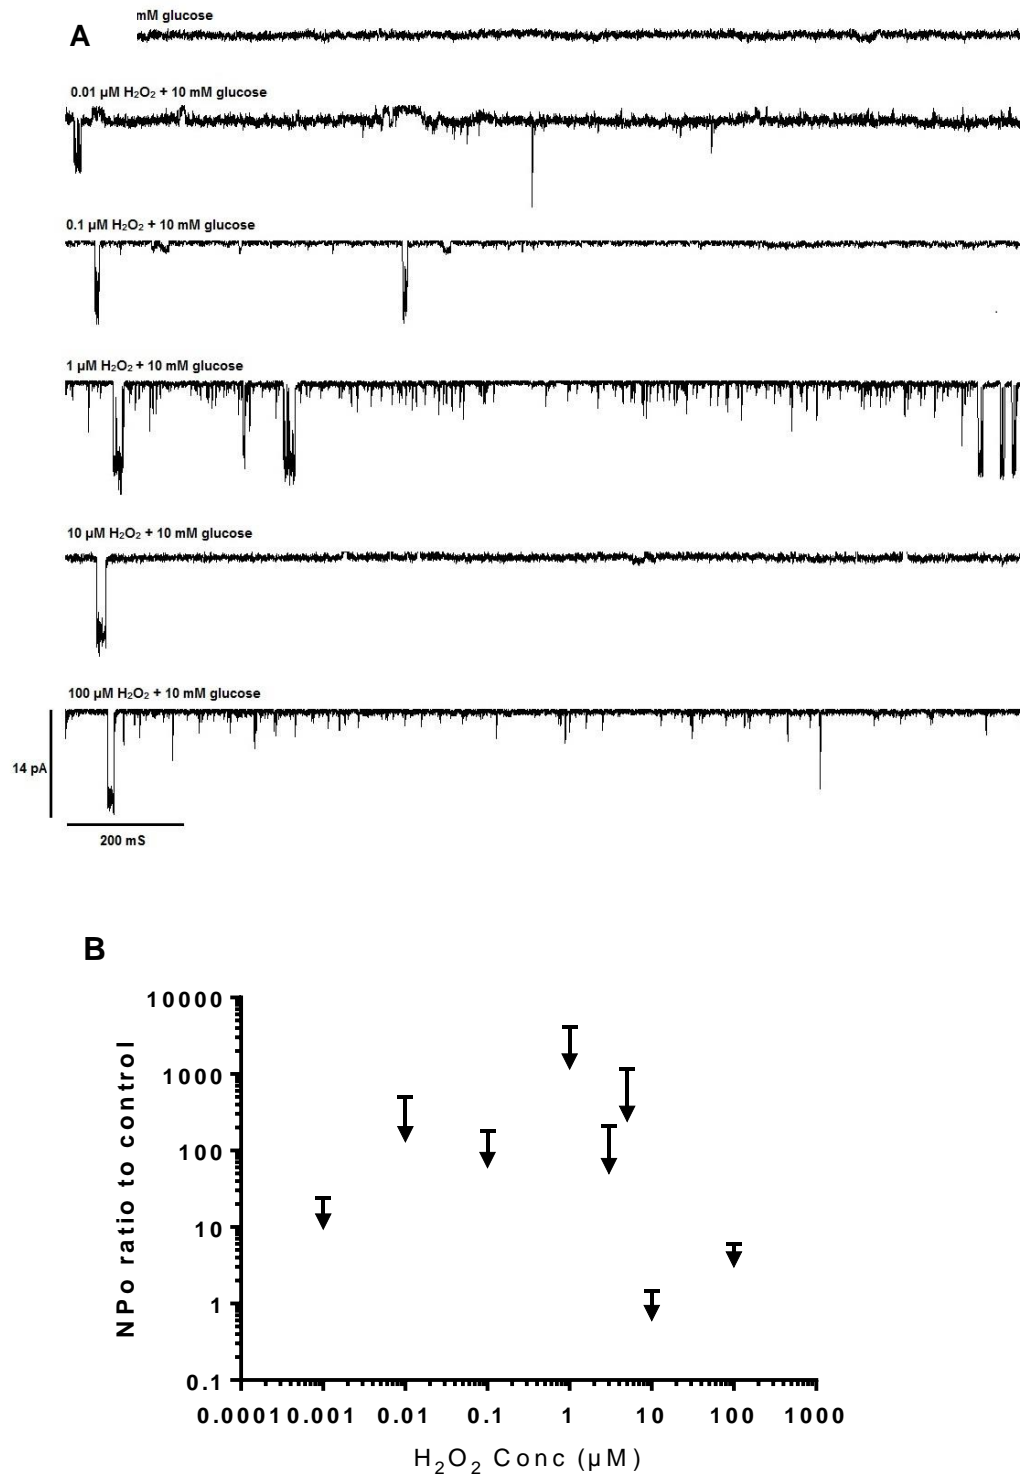 A
mM glucose
0.01 µM H₂O₂ + 10 mM glucose
0.1 µM H₂O₂ + 10 mM glucose
1 µM H₂O₂ + 10 mM glucose
10 µM H₂O₂ + 10 mM glucose
100 µM H₂O₂ + 10 mM glucose
14 pA
200 mS
B
NPo ratio to control
10000
1000
100
10
1
0.1
0.0001 0.001 0.01 0.1 1 10 100 1000
H₂O₂ Conc (µM)